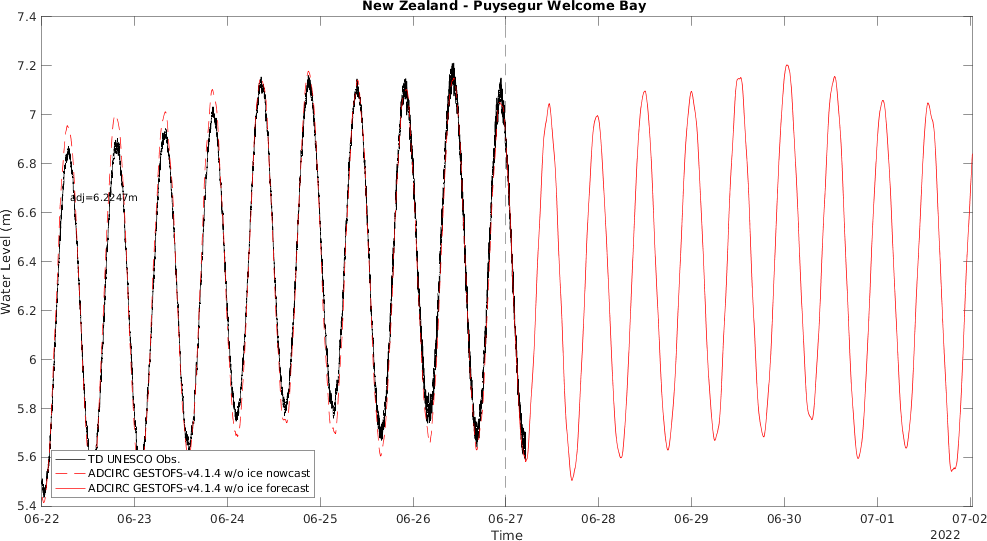 New Zealand - Puysegur Welcome Bay
7.4
7.2
7
6.8
6.6
6.4
6.2
6
5.8
5.6
5.4
Water Level (m)
adj=6.2247m
TD UNESCO Obs.
ADCIRC GESTOFS-v4.1.4 w/o ice nowcast
ADCIRC GESTOFS-v4.1.4 w/o ice forecast
06-22 06-23 06-24 06-25 06-26 06-27 06-28 06-29 06-30 07-01 07-02
Time
2022